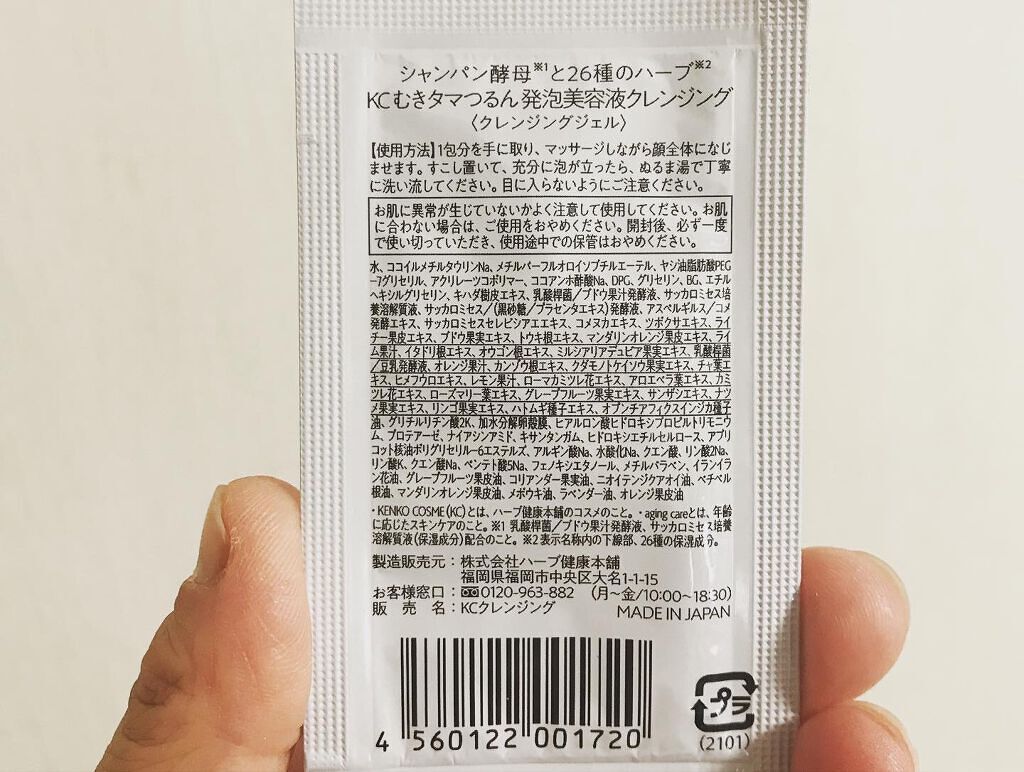 シャンパン酵母※1と26種のハーブ※2
KCむきタマつるん発泡美容液クレンジング
〈クレンジングジェル〉
【使用方法】1包分を手に取り、マッサージしながら顔全体になじ
ませます。すこし置いて、充分に泡が立ったら、ぬるま湯で丁寧
に洗い流してください。目に入らないようにご注意ください。
お肌に異常が生じていないかよく注意して使用してください。お肌
に合わない場合は、ご使用をおやめください。開封後、必ず一度
で使い切っていただき、使用途中での保管はおやめください。
水、ココイルメチルタウリンNa、メチルパーフルオロイソブチルエーテル、ヤシ油脂肪酸PEG
-7グリセリル、アクリレーツコポリマー、ココアンホ酢酸Na、DPG、グリセリン、BG、エチル
ヘキシルグリセリン、キハダ樹皮エキス、乳酸桿菌/ブドウ果汁発酵液、サッカロミセス培
養溶解質液、サッカロミセス/(黒砂糖/プラセンタエキス)発酵液、アスペルギルス/コメ
発酵エキス、サッカロミセスセレビシアエエキス、コメヌカエキス、ツボクサエキス、ライ
チー果皮エキス、ブドウ果実エキス、トウキ根エキス、マンダリンオレンジ果皮エキス、ライ
ム果汁、イタドリ根エキス、オウゴン根エキス、ミルシアリアデュビア果実エキス、乳酸桿菌
/豆乳発酵液、オレンジ果汁、カンゾウ根エキス、クダモノトケイソウ果実エキス、チャ葉エ
キス、ヒメフウロエキス、レモン果汁、ローマカミツレ花エキス、アロエベラ葉エキス、カミ
ツレ花エキス、ローズマリー葉エキス、グレープフルーツ果実エキス、サンザシエキス、ナツ
メ果実エキス、リンゴ果実エキス、ハトムギ種子エキス、オプンチアフィクスインジカ種子
油、グリチルリチン酸2K、加水分解卵殻膜、ヒアルロン酸ヒドロキシプロピルトリモニウ
ム、プロテアーゼ、ナイアシンアミド、キサンタンガム、ヒドロキシエチルセルロース、アプリ
コット核油ポリグリセリル-6エステルズ、アルギン酸Na、水酸化Na、クエン酸、リン酸2Na、
リン酸K、クエン酸Na、ペンテト酸5Na、フェノキシエタノール、メチルパラベン、イランイラ
ン花油、グレープフルーツ果皮油、コリアンダー果実油、ニオイテンジクアオイ油、ベチベル
根油、マンダリンオレンジ果皮油、メボウキ油、ラベンダー油、オレンジ果皮油
・KENKO COSME(KC)とは、ハーブ健康本舗のコスメのこと。・aging careとは、年齢
に応じたスキンケアのこと。※1 乳酸桿菌/ブドウ果汁発酵液、サッカロミセス培養
溶解質液(保湿成分)配合のこと。※2 表示名称内の下線部、26種の保湿成分。
製造販売元：株式会社ハーブ健康本舗
福岡県福岡市中央区大名1-1-15
お客様窓口：0120-963-882 (月~金/10:00~18:30)
販売名：KCクレンジング MADE IN JAPAN
プラ
4 560122 001720 (2101)